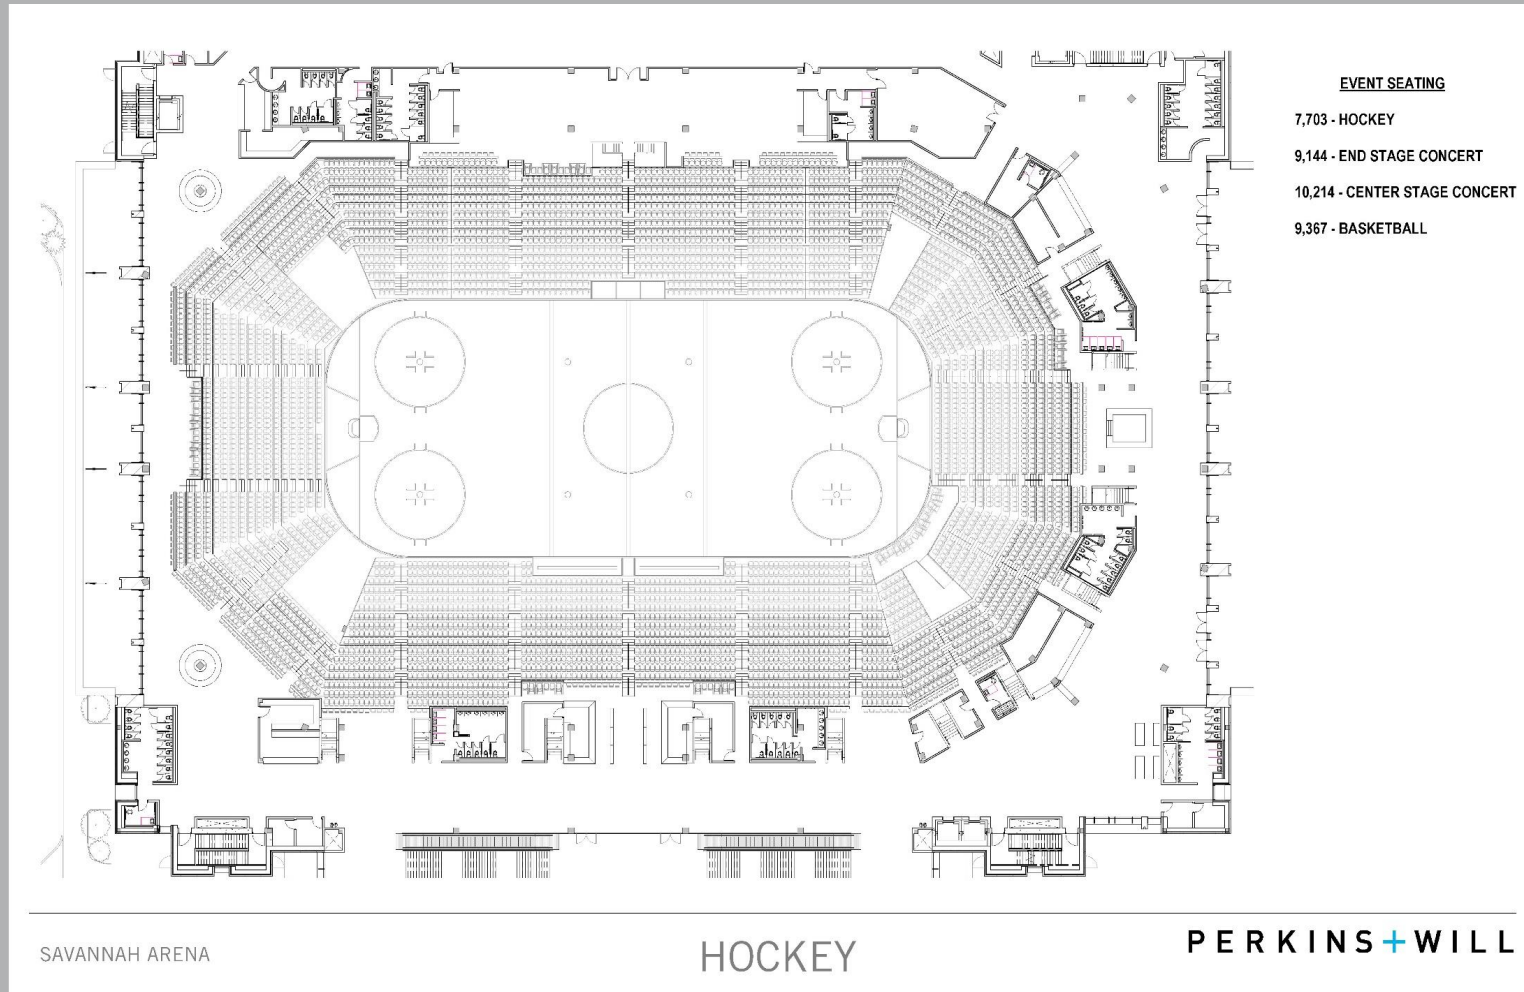 EVENT SEATING
7,703 - HOCKEY
9,144 - END STAGE CONCERT
10,214 - CENTER STAGE CONCERT
9,367 - BASKETBALL
SAVANNAH ARENA
HOCKEY
PERKINS+WILL